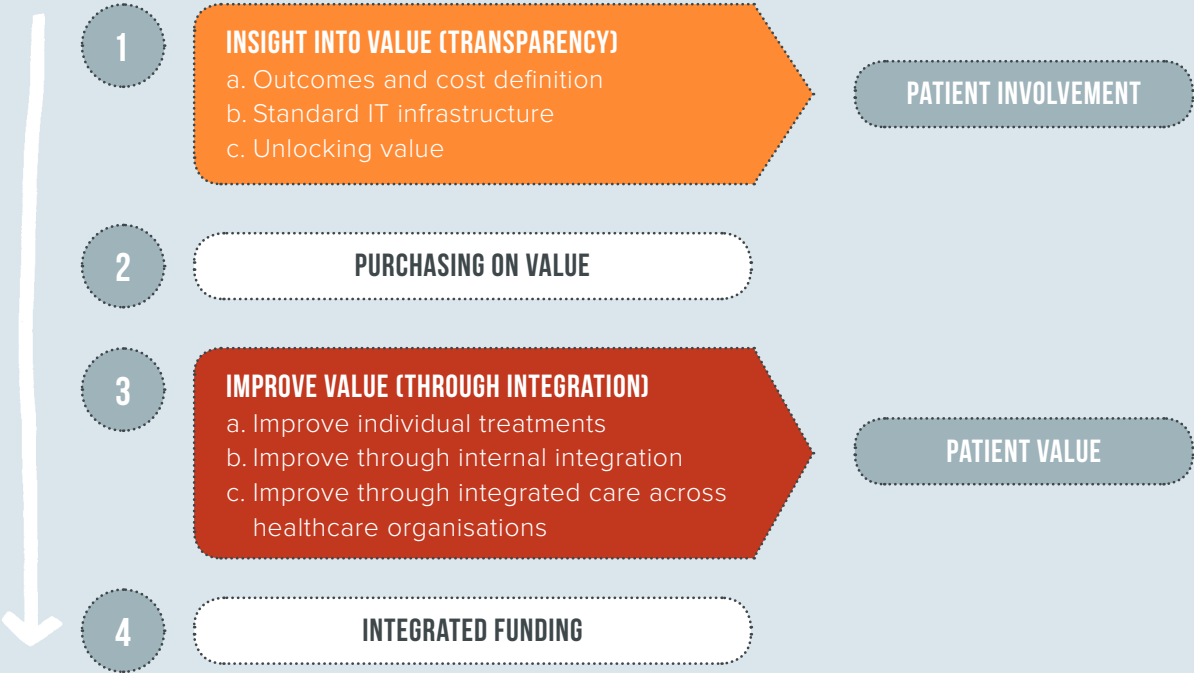 1
INSIGHT INTO VALUE (TRANSPARENCY)
a. Outcomes and cost definition
b. Standard IT infrastructure
c. Unlocking value
PATIENT INVOLVEMENT
2
PURCHASING ON VALUE
3
IMPROVE VALUE (THROUGH INTEGRATION)
a. Improve individual treatments
b. Improve through internal integration
c. Improve through integrated care across
healthcare organisations
PATIENT VALUE
4
INTEGRATED FUNDING